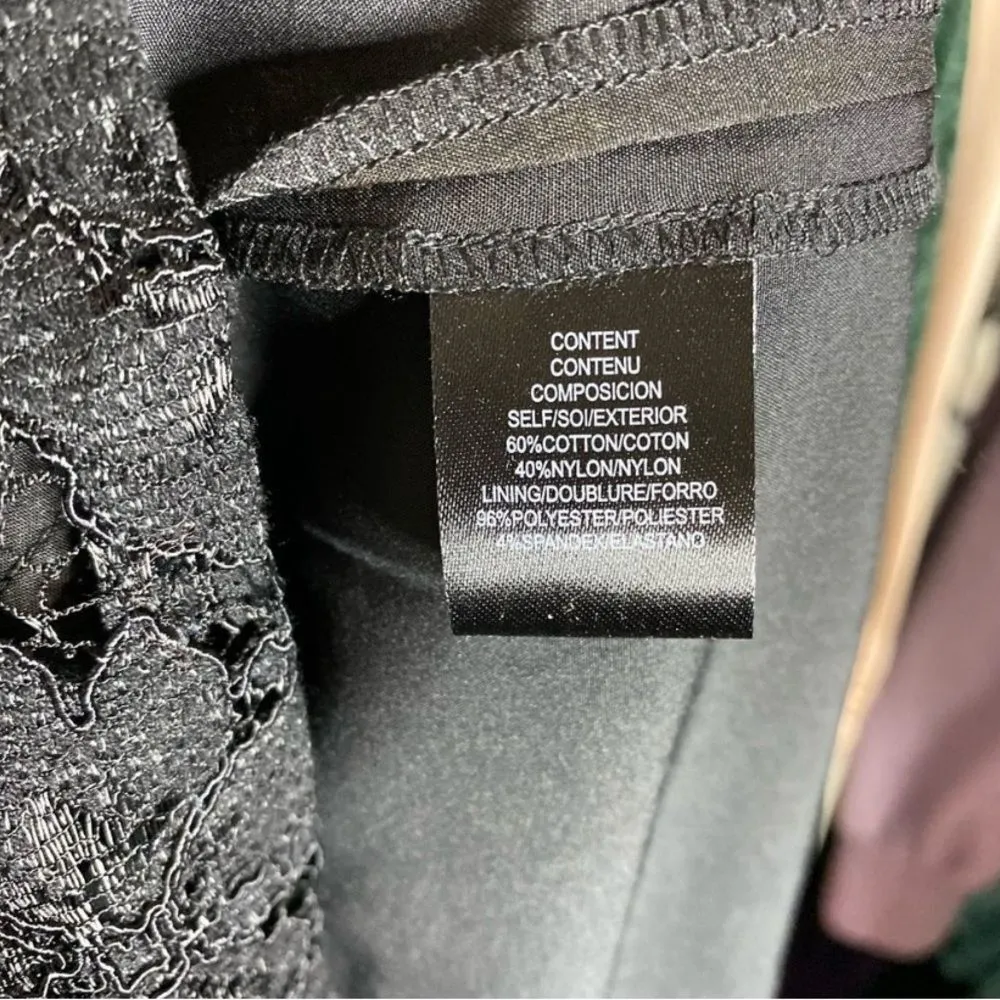 CONTENT
CONTENU
COMPOSICION
SELF/SOI/EXTERIOR
60%COTTON/COTON
40%NYLON/NYLON
LINING/DOUBLURE/FORRO
96%POLYESTER/POLIESTER
4%SPANDEX/ELASTANO